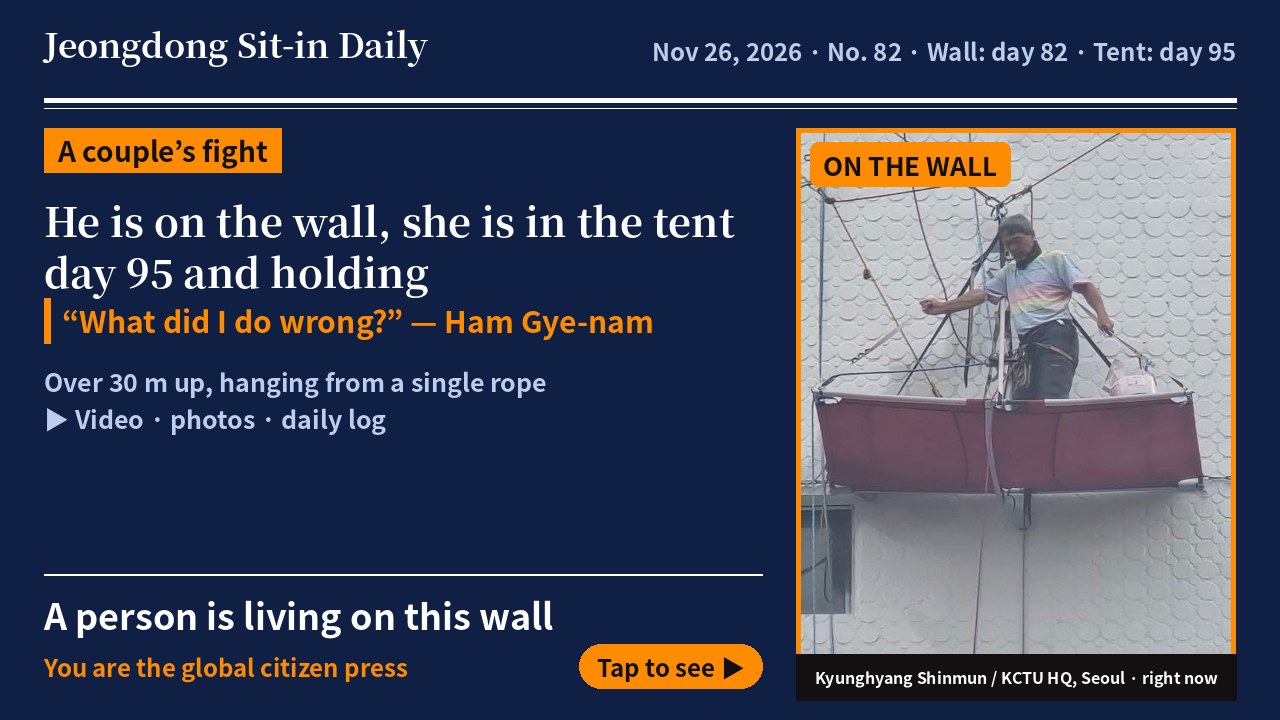 Jeongdong Sit-in Daily
Nov 26, 2026 · No. 82 · Wall: day 82 · Tent: day 95
A couple’s fight
He is on the wall, she is in the tent
day 95 and holding
“What did I do wrong?” — Ham Gye-nam
Over 30 m up, hanging from a single rope
▶ Video · photos · daily log
A person is living on this wall
You are the global citizen press
Tap to see ▶
ON THE WALL
Kyunghyang Shinmun / KCTU HQ, Seoul · right now